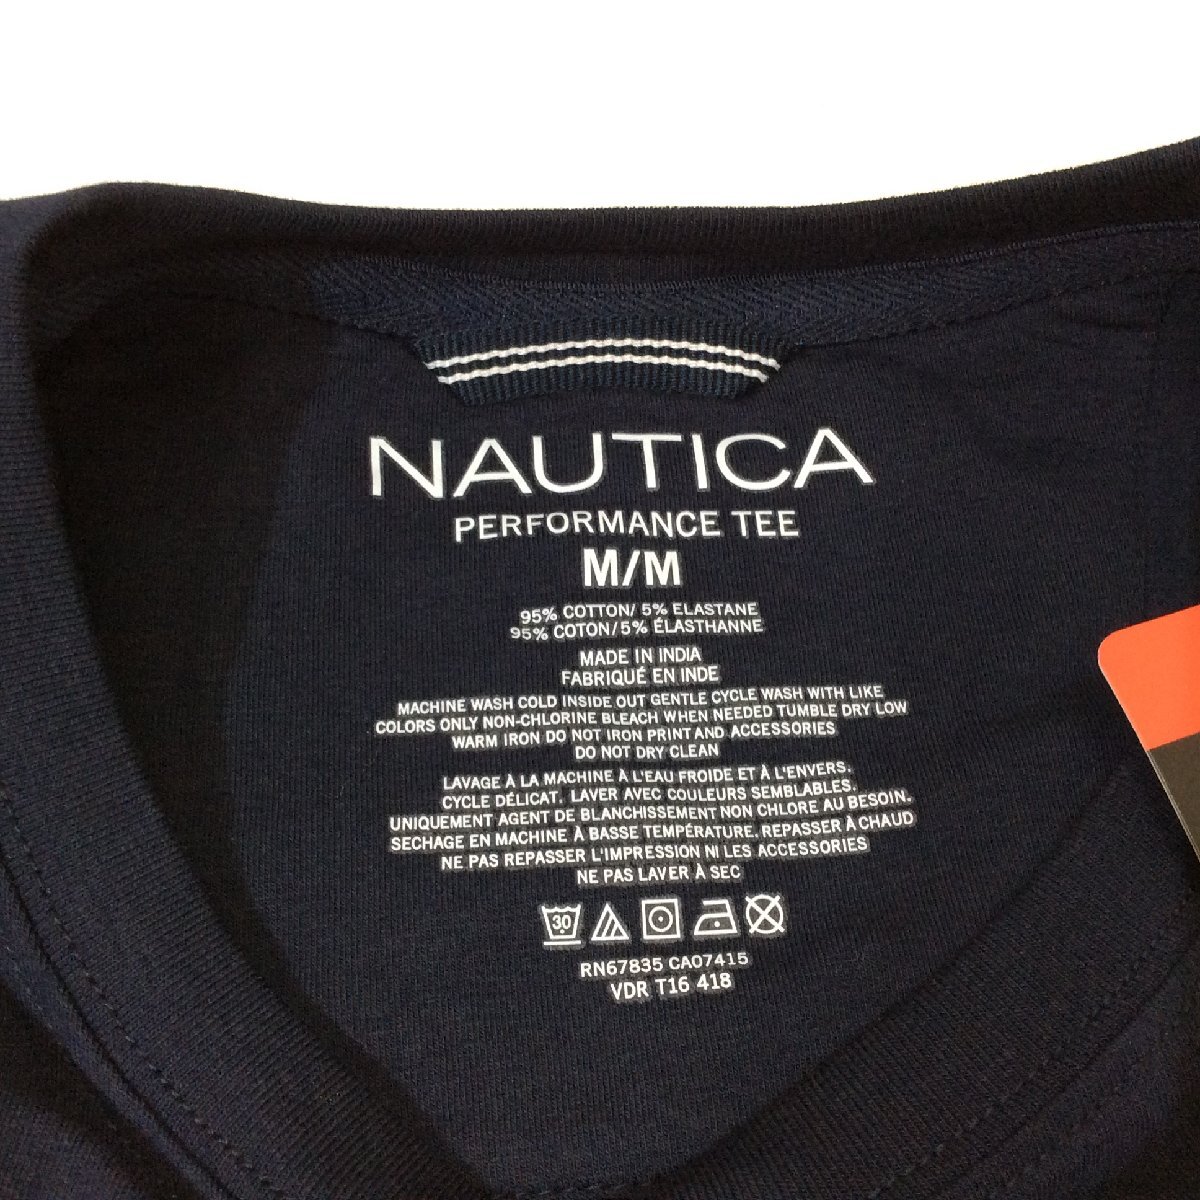 NAUTICA
PERFORMANCE TEE
M/M
95% COTTON/ 5% ELASTANE
95% COTON/5% ÉLASTHANNE
MADE IN INDIA
FABRIQUÉ EN INDE
MACHINE WASH COLD INSIDE OUT GENTLE CYCLE WASH WITH LIKE
COLORS ONLY NON-CHLORINE BLEACH WHEN NEEDED TUMBLE DRY LOW
WARM IRON DO NOT IRON PRINT AND ACCESSORIES
DO NOT DRY CLEAN
LAVAGE À LA MACHINE À L'EAU FROIDE ET À L'ENVERS.
CYCLE DÉLICAT. LAVER AVEC COULEURS SEMBLABLES.
UNIQUEMENT AGENT DE BLANCHISSEMENT NON CHLORE AU BESOIN.
SECHAGE EN MACHINE À BASSE TEMPÉRATURE. REPASSER À CHAUD
NE PAS REPASSER L'IMPRESSION NI LES ACCESSORIES
NE PAS LAVER À SEC
30
RN67835 CA07415
VDR T16 418